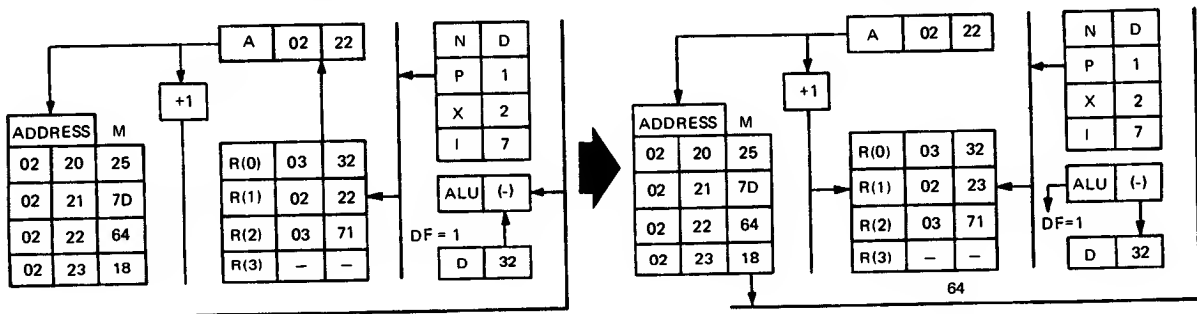 A 02 22
+1
ADDRESS M
02 20 25
02 21 7D
02 22 64
02 23 18
R(0) 03 32
R(1) 02 22
R(2) 03 71
R(3) – –
N D
P 1
X 2
I 7
ALU (-)
DF = 1
D 32
A 02 22
+1
ADDRESS M
02 20 25
02 21 7D
02 22 64
02 23 18
R(0) 03 32
R(1) 02 23
R(2) 03 71
R(3) – –
N D
P 1
X 2
I 7
ALU (-)
DF=1
D 32
64